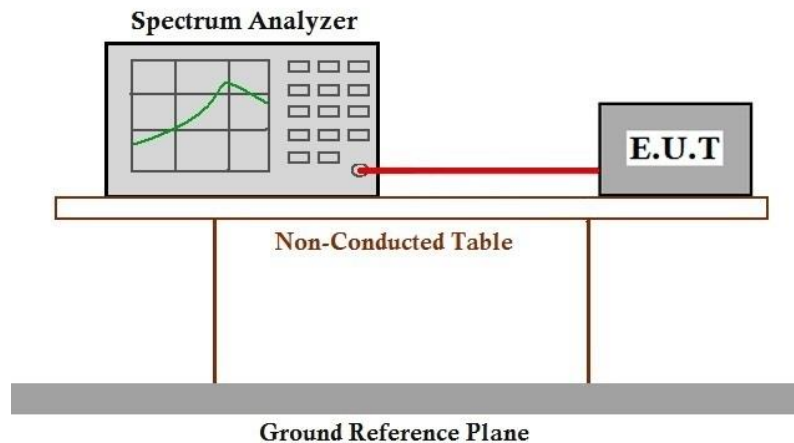 Spectrum Analyzer
E.U.T
Non-Conducted Table
Ground Reference Plane